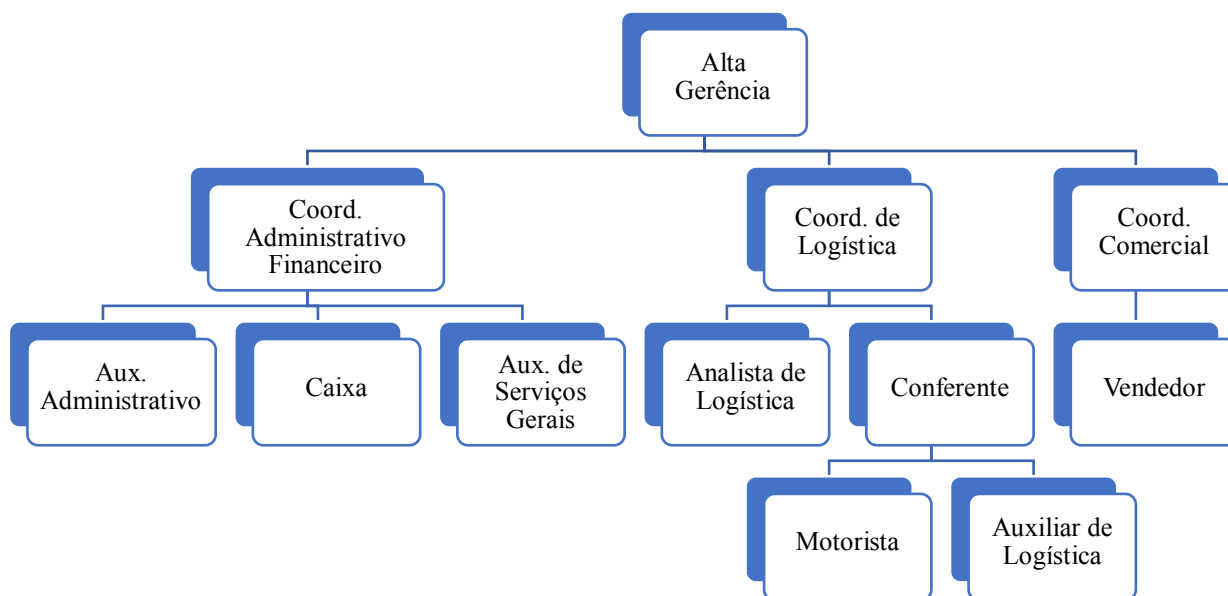 Alta
Gerência
Coord.
Administrativo
Financeiro
Coord. de
Logística
Coord.
Comercial
Aux.
Administrativo
Caixa
Aux. de
Serviços
Gerais
Analista de
Logística
Conferente
Vendedor
Motorista
Auxiliar de
Logística